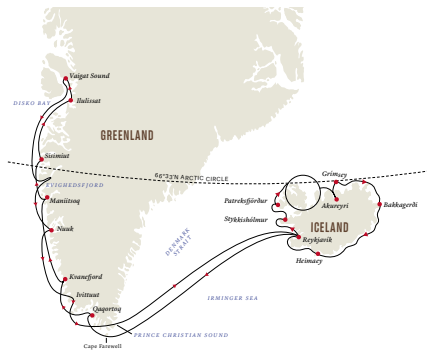 Vaigat Sound
DISKO BAY
Ilulissat
GREENLAND
Sisimiut
66°33'N ARCTIC CIRCLE
EVIGHEDSFJORD
Maniitsoq
Nuuk
Grimsey
Akureyri
Bakkagerði
Patreksfjörður
Stykkishólmur
ICELAND
Reykjavik
Heimaey
DENMARK
STRAIT
Kvanefjord
Ivittuut
Qaqortoq
IRMINGER SEA
PRINCE CHRISTIAN SOUND
Cape Farewell